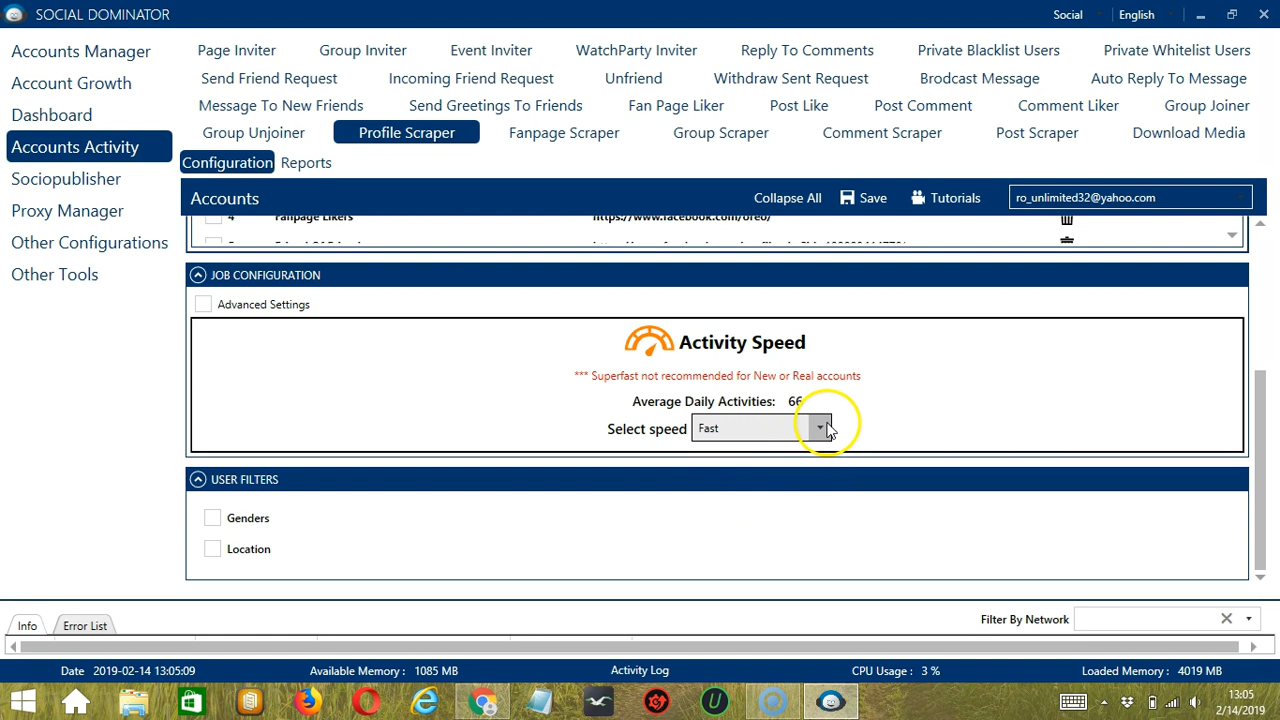 SOCIAL DOMINATOR
Social
English
Accounts Manager
Account Growth
Dashboard
Accounts Activity
Sociopublisher
Proxy Manager
Other Configurations
Other Tools
Page Inviter Group Inviter Event Inviter WatchParty Inviter Reply To Comments Private Blacklist Users Private Whitelist Users
Send Friend Request Incoming Friend Request Unfriend Withdraw Sent Request Brodcast Message Auto Reply To Message
Message To New Friends Send Greetings To Friends Fan Page Liker Post Like Post Comment Comment Liker Group Joiner
Group Unjoiner Profile Scraper Fanpage Scraper Group Scraper Comment Scraper Post Scraper Download Media
Configuration Reports
Accounts Collapse All Save Tutorials ro_unlimited32@yahoo.com
4 Fanpage Likers https://www.facebook.com/oreo/
JOB CONFIGURATION
Advanced Settings
Activity Speed
*** Superfast not recommended for New or Real accounts
Average Daily Activities: 66
Select speed Fast
USER FILTERS
Genders
Location
Info Error List Filter By Network
Date 2019-02-14 13:05:09 Available Memory : 1085 MB Activity Log CPU Usage : 3 % Loaded Memory : 4019 MB
13:05
2/14/2019